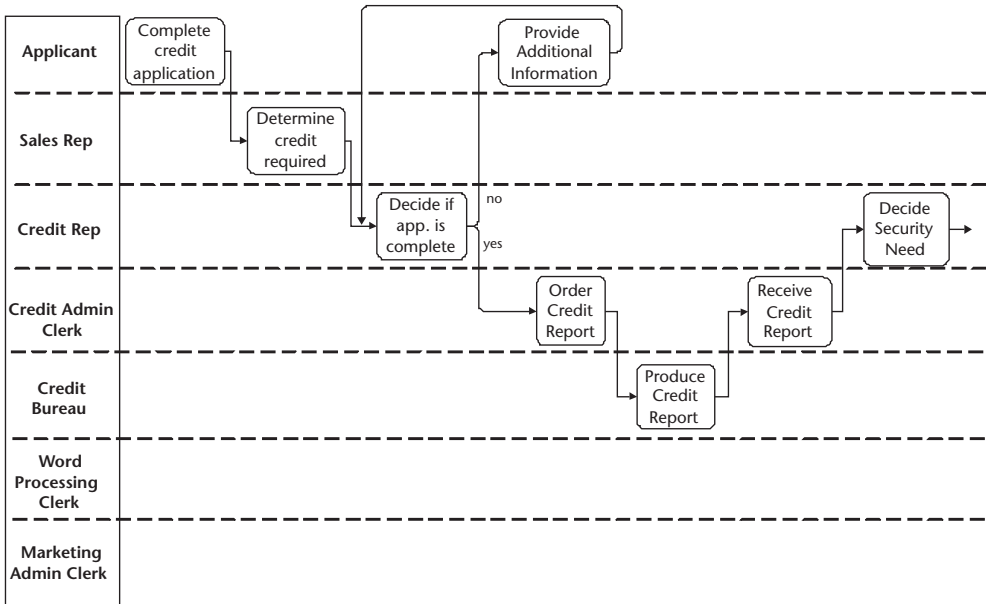 Applicant
Complete
credit
application
Provide
Additional
Information
Sales Rep
Determine
credit
required
Credit Rep
Decide if
app. is
complete
no
yes
Decide
Security
Need
Credit Admin
Clerk
Order
Credit
Report
Receive
Credit
Report
Credit
Bureau
Produce
Credit
Report
Word
Processing
Clerk
Marketing
Admin Clerk